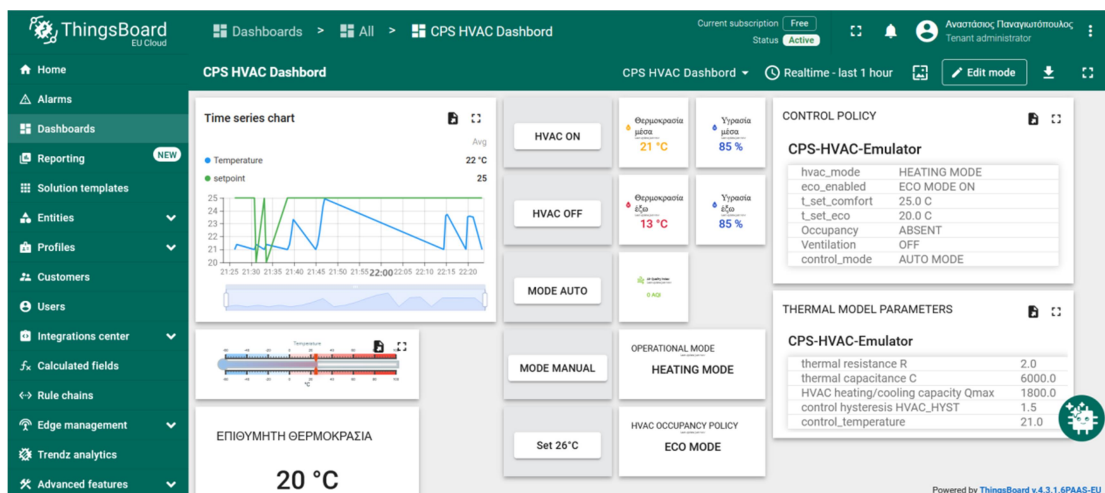 ThingsBoard
EU Cloud
Dashboards > All > CPS HVAC Dashbord
Current subscription Free
Status Active
Αναστάσιος Παναγιωτόπουλος
Tenant administrator
Home
Alarms
Dashboards
Reporting NEW
Solution templates
Entities
Profiles
Customers
Users
Integrations center
Calculated fields
Rule chains
Edge management
Trendz analytics
Advanced features
CPS HVAC Dashbord
CPS HVAC Dashbord
Realtime - last 1 hour
Edit mode
Time series chart
Avg
Temperature 22 °C
setpoint 25
25
24
23
22
21
20
21:25 21:30 21:35 21:40 21:45 21:50 21:55 22:00 22:05 22:10 22:15 22:20
Temperature
°C
ΕΠΙΘΥΜΗΤΗ ΘΕΡΜΟΚΡΑΣΙΑ
20 °C
HVAC ON
HVAC OFF
MODE AUTO
MODE MANUAL
Set 26°C
Θερμοκρασία
μέσα
21 °C
Υγρασία
μέσα
85 %
Θερμοκρασία
έξω
13 °C
Υγρασία
έξω
85 %
0 AQI
OPERATIONAL MODE
HEATING MODE
HVAC OCCUPANCY POLICY
ECO MODE
CONTROL POLICY
CPS-HVAC-Emulator
hvac_mode HEATING MODE
eco_enabled ECO MODE ON
t_set_comfort 25.0 C
t_set_eco 20.0 C
Occupancy ABSENT
Ventilation OFF
control_mode AUTO MODE
THERMAL MODEL PARAMETERS
CPS-HVAC-Emulator
thermal resistance R 2.0
thermal capacitance C 6000.0
HVAC heating/cooling capacity Qmax 1800.0
control hysteresis HVAC_HYST 1.5
control_temperature 21.0
Powered by ThingsBoard v.4.3.1.6PAAS-EU